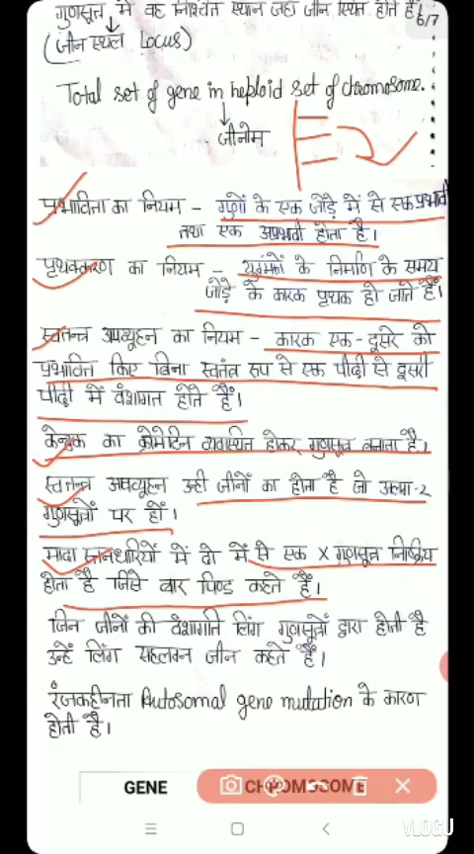 गुणसूत्र में वह निश्चित स्थान जहाँ जीन स्थित होते हैं।
6/7
(जीन स्थल Locus)
Total set of gene in heploid set of chromosome.
जीनोम
प्रभाविता का नियम - गुणों के एक जोड़े में से एक प्रभावी
तथा एक अप्रभावी होता है।
पृथक्करण का नियम - युग्मकों के निर्माण के समय
जोड़े के कारक पृथक हो जाते हैं।
स्वतन्त्र अपव्यूहन का नियम - कारक एक-दूसरे को
प्रभावित किए बिना स्वतंत्र रूप से एक पीढी से दूसरी
पीढी में वंशागत होते हैं।
केन्द्रक का क्रोमेटिन व्यवस्थित होकर गुणसूत्र बनाता है।
स्वतन्त्र अपव्यूहन उन्ही जीनों का होता है जो अलग-2
गुणसूत्रों पर हों।
मादा स्तनधारियों में दो में से एक X गुणसूत्र निष्क्रिय
होता है जिसे बार पिण्ड कहते हैं।
जिन जीनों की वंशागति लिंग गुणसूत्रों द्वारा होती है
उन्हें लिंग सहलग्न जीन कहते हैं।
रंजकहीनता Autosomal gene mutation के कारण
होती है।
GENE CHROMOSOME
VLOGU